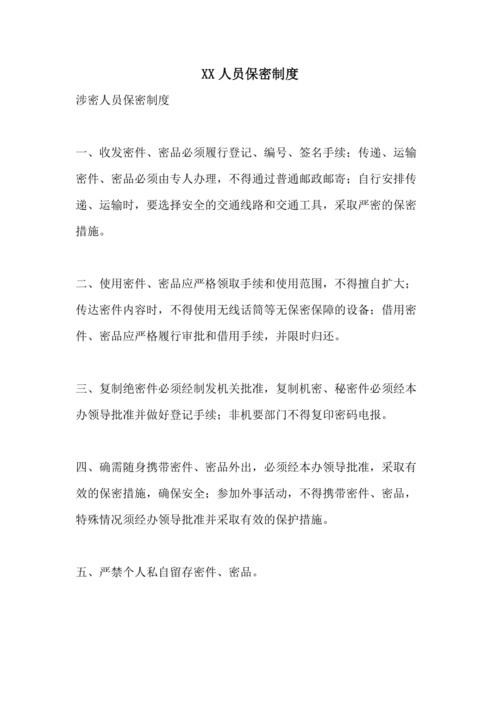 XX 人员保密制度
涉密人员保密制度
一、收发密件、密品必须履行登记、编号、签名手续；传递、运输
密件、密品必须由专人办理，不得通过普通邮政邮寄；自行安排传
递、运输时，要选择安全的交通线路和交通工具，采取严密的保密
措施。
二、使用密件、密品应严格领取手续和使用范围，不得擅自扩大；
传达密件内容时，不得使用无线话筒等无保密保障的设备；借用密
件、密品应严格履行审批和借用手续，并限时归还。
三、复制绝密件必须经制发机关批准，复制机密、秘密件必须经本
办领导批准并做好登记手续；非机要部门不得复印密码电报。
四、确需随身携带密件、密品外出，必须经本办领导批准，采取有
效的保密措施，确保安全；参加外事活动，不得携带密件、密品，
特殊情况须经办领导批准并采取有效的保护措施。
五、严禁个人私自留存密件、密品。